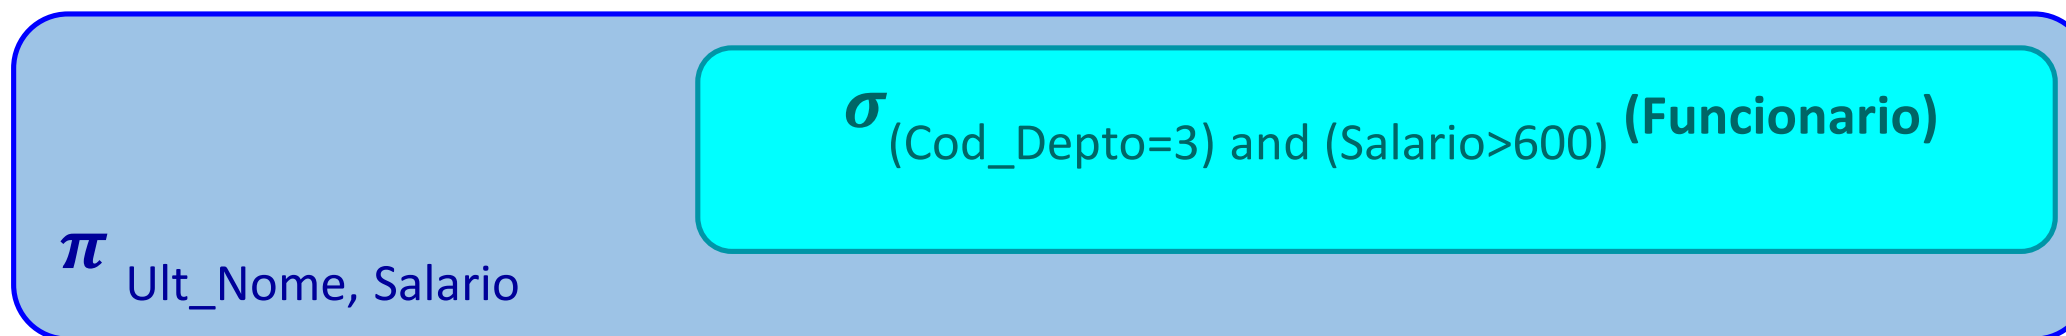 σ (Cod_Depto=3) and (Salario>600) (Funcionario)
π Ult_Nome, Salario